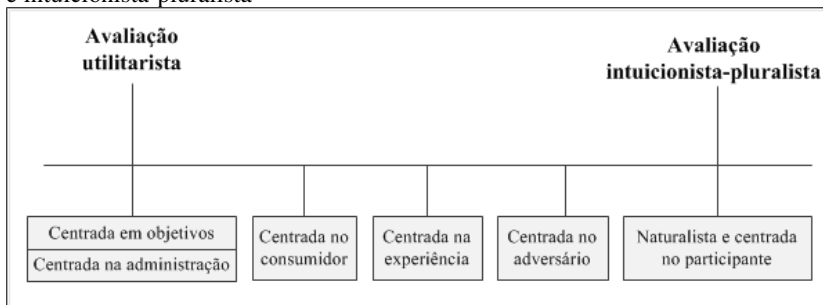 e intuicionista-pluralista
Avaliação
utilitarista
Avaliação
intuicionista-pluralista
Centrada em objetivos
Centrada na administração
Centrada no
consumidor
Centrada na
experiência
Centrada no
adversário
Naturalista e centrada
no participante